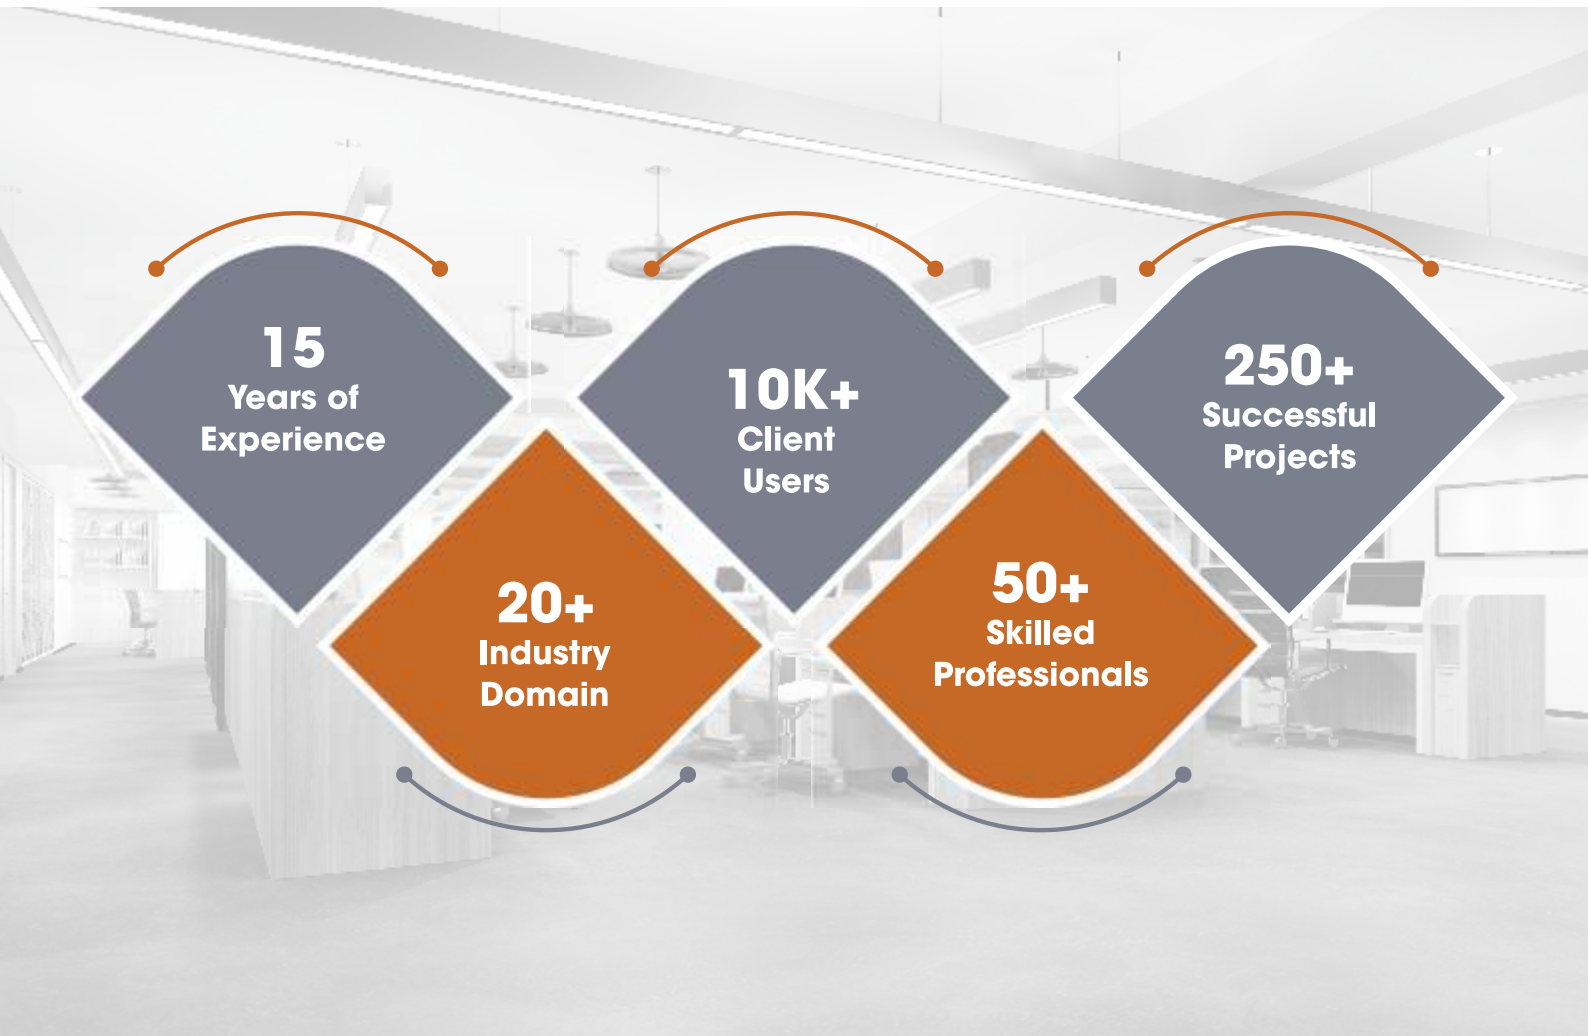 15
Years of
Experience
10K+
Client
Users
250+
Successful
Projects
20+
Industry
Domain
50+
Skilled
Professionals